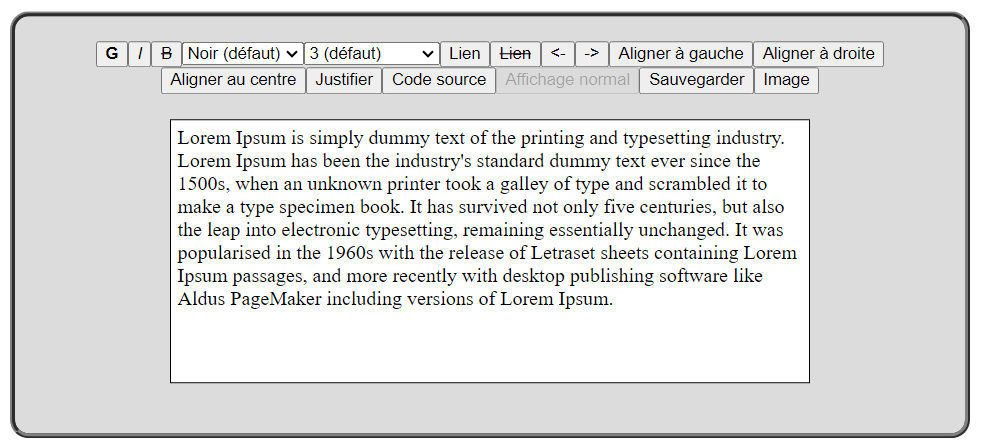 G I B Noir (défaut) 3 (défaut) Lien Lien <- -> Aligner à gauche Aligner à droite
Aligner au centre Justifier Code source Affichage normal Sauvegarder Image
Lorem Ipsum is simply dummy text of the printing and typesetting industry.
Lorem Ipsum has been the industry's standard dummy text ever since the
1500s, when an unknown printer took a galley of type and scrambled it to
make a type specimen book. It has survived not only five centuries, but also
the leap into electronic typesetting, remaining essentially unchanged. It was
popularised in the 1960s with the release of Letraset sheets containing Lorem
Ipsum passages, and more recently with desktop publishing software like
Aldus PageMaker including versions of Lorem Ipsum.